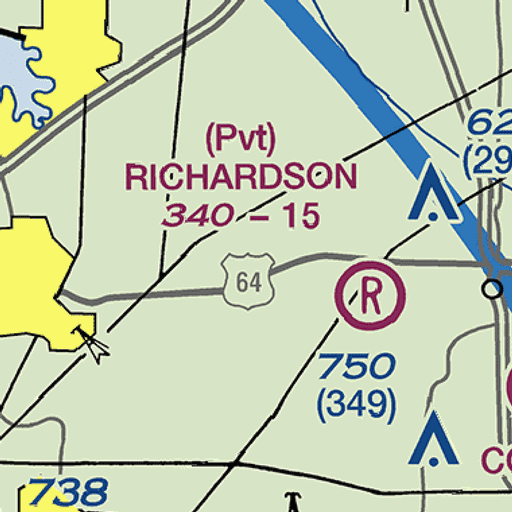 62
(29
(Pvt)
RICHARDSON
340 – 15
64
R
750
(349)
CO
738